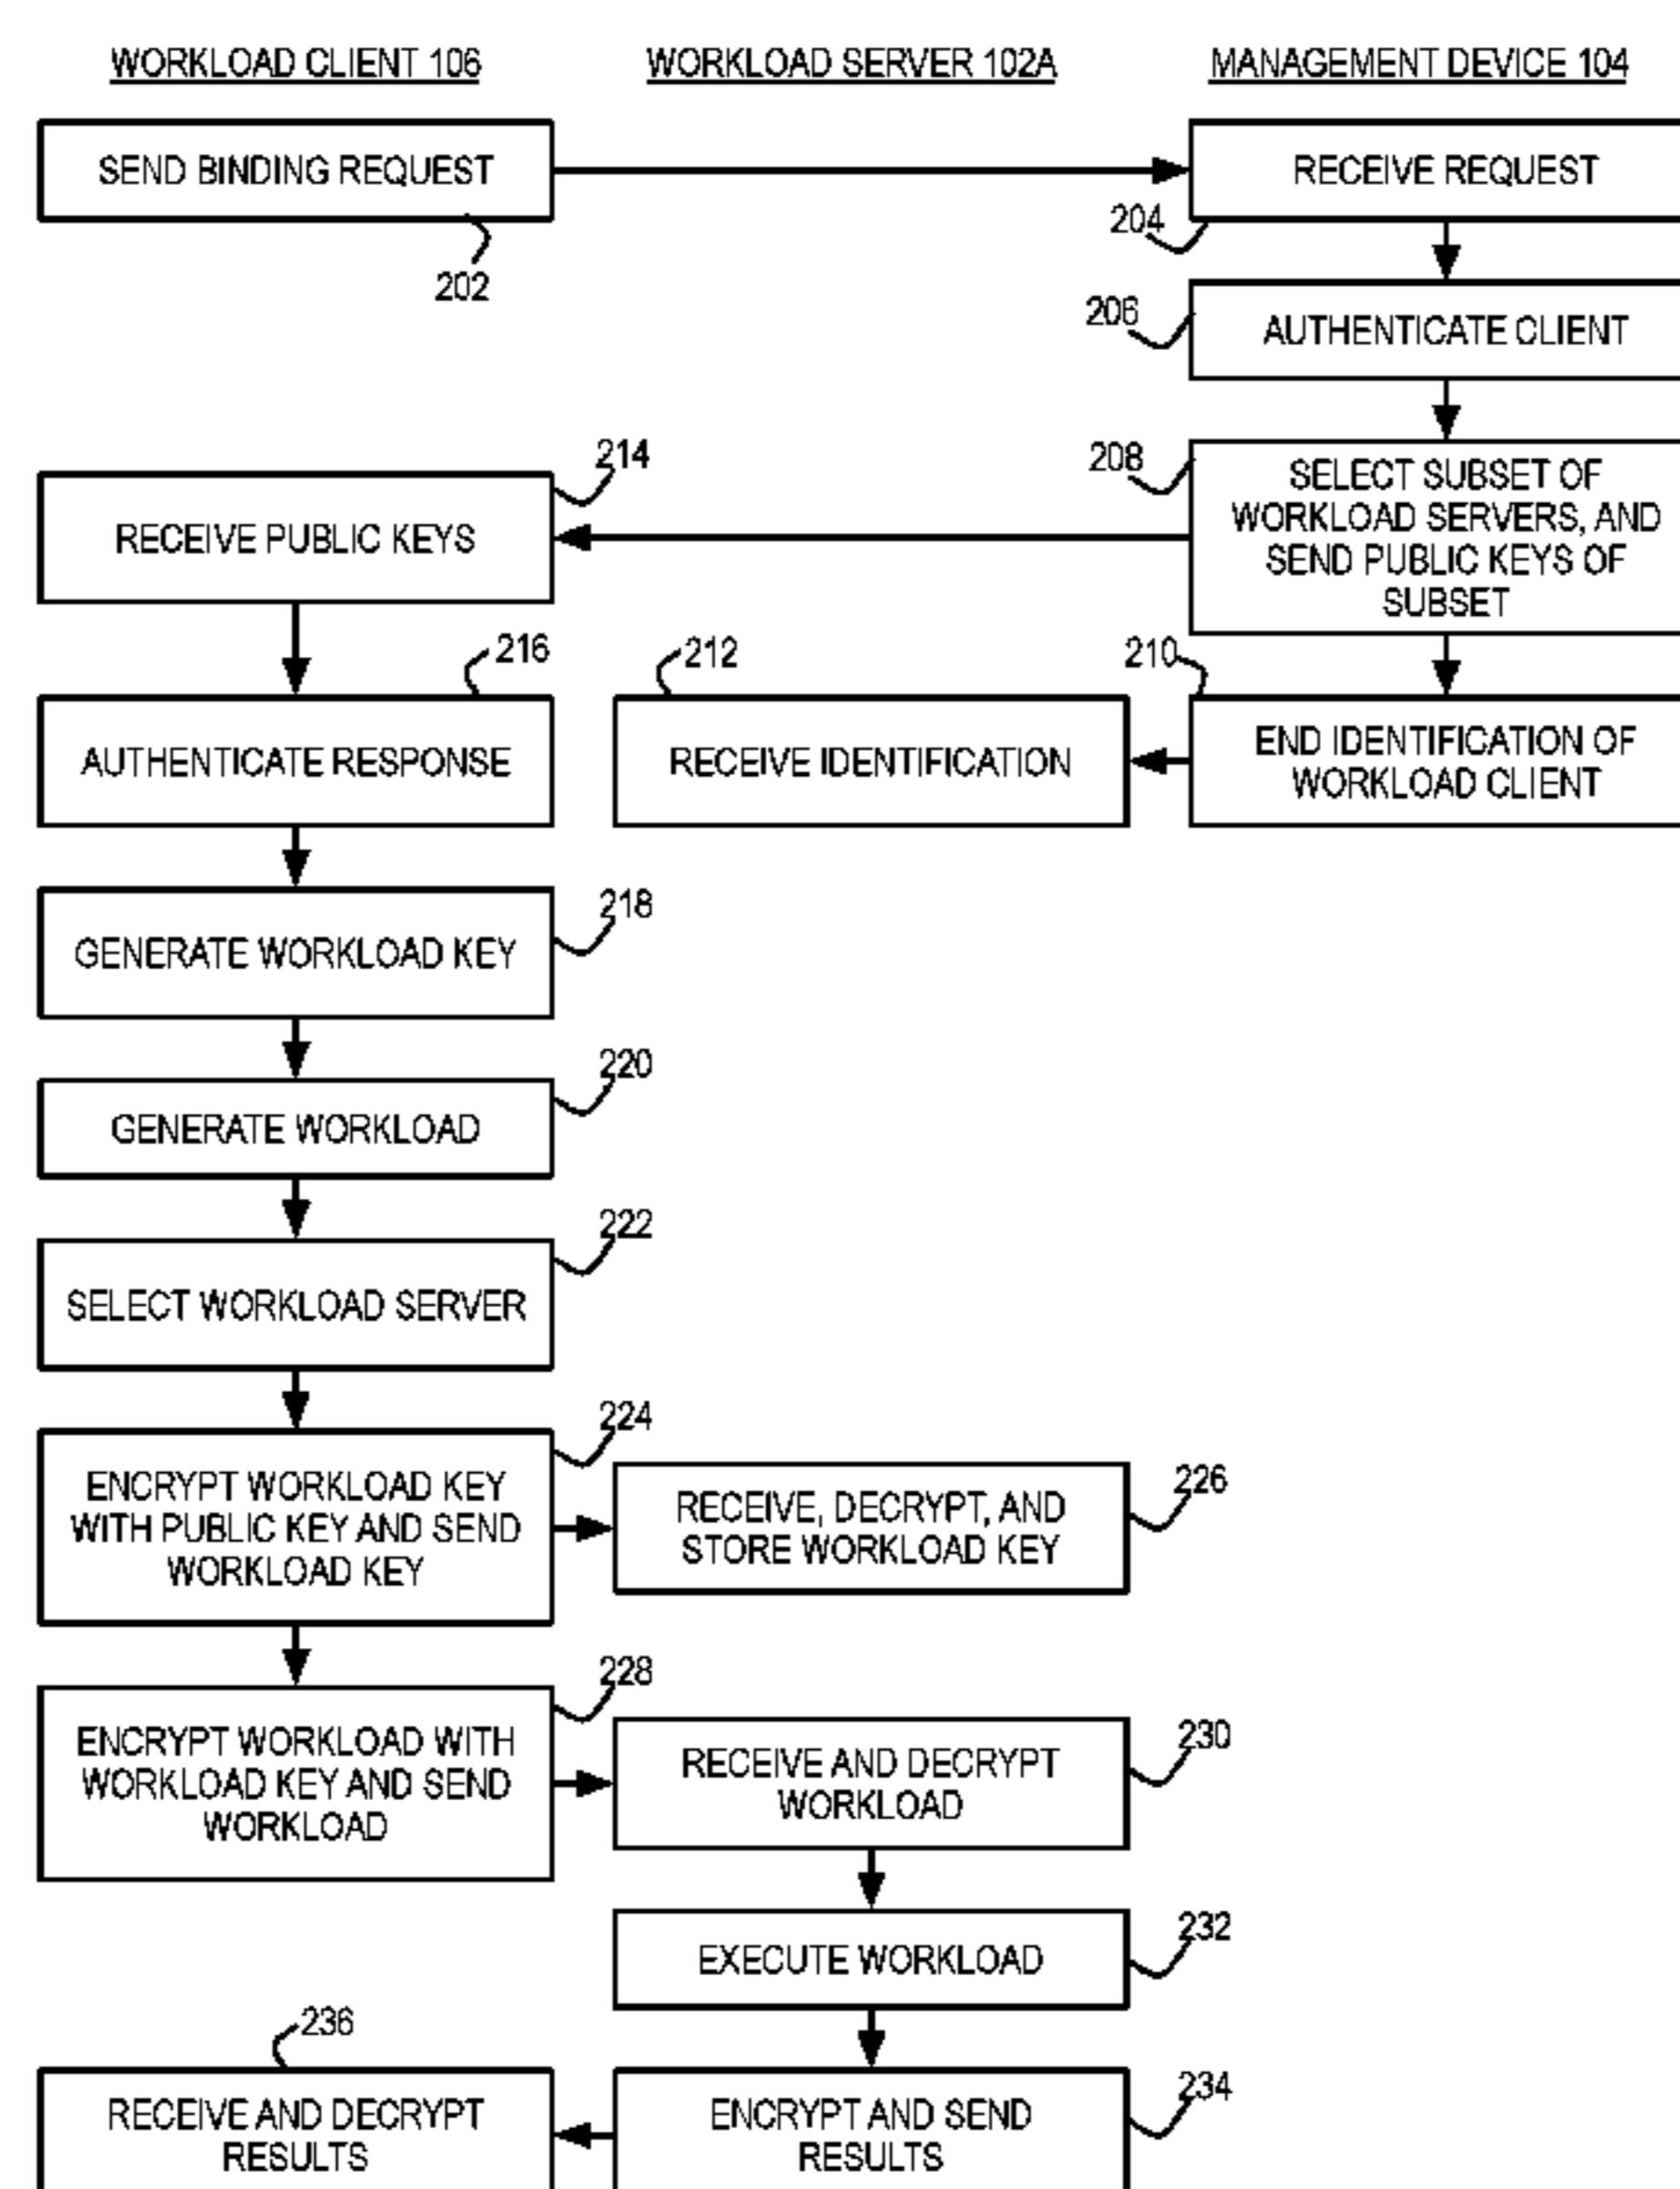 WORKLOAD CLIENT 106
WORKLOAD SERVER 102A
MANAGEMENT DEVICE 104
SEND BINDING REQUEST
RECEIVE REQUEST
202
204
206
AUTHENTICATE CLIENT
214
RECEIVE PUBLIC KEYS
208
SELECT SUBSET OF
WORKLOAD SERVERS, AND
SEND PUBLIC KEYS OF
SUBSET
216
212
210
AUTHENTICATE RESPONSE
RECEIVE IDENTIFICATION
END IDENTIFICATION OF
WORKLOAD CLIENT
218
GENERATE WORKLOAD KEY
220
GENERATE WORKLOAD
222
SELECT WORKLOAD SERVER
224
ENCRYPT WORKLOAD KEY
WITH PUBLIC KEY AND SEND
WORKLOAD KEY
226
RECEIVE, DECRYPT, AND
STORE WORKLOAD KEY
228
ENCRYPT WORKLOAD WITH
WORKLOAD KEY AND SEND
WORKLOAD
230
RECEIVE AND DECRYPT
WORKLOAD
232
EXECUTE WORKLOAD
236
RECEIVE AND DECRYPT
RESULTS
234
ENCRYPT AND SEND
RESULTS